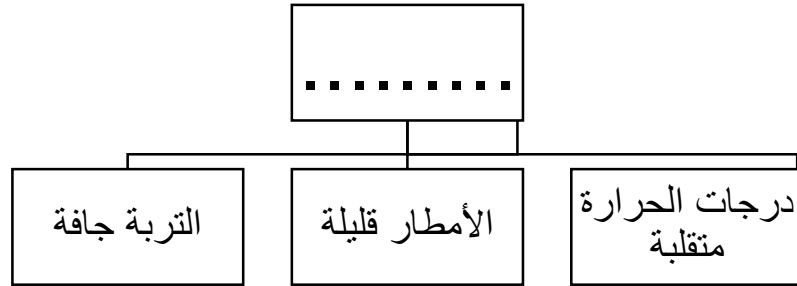 .........
درجات الحرارة
متقلبة
الأمطار قليلة
التربة جافة